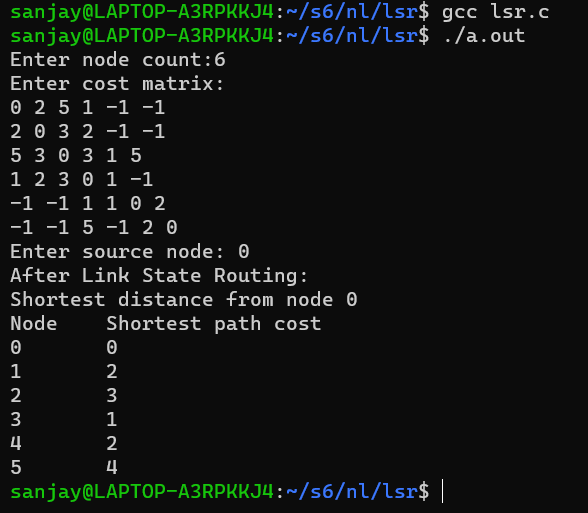 sanjay@LAPTOP-A3RPKKJ4:~/s6/nl/lsr$ gcc lsr.c
sanjay@LAPTOP-A3RPKKJ4:~/s6/nl/lsr$ ./a.out
Enter node count:6
Enter cost matrix:
0 2 5 1 -1 -1
2 0 3 2 -1 -1
5 3 0 3 1 5
1 2 3 0 1 -1
-1 -1 1 1 0 2
-1 -1 5 -1 2 0
Enter source node: 0
After Link State Routing:
Shortest distance from node 0
Node    Shortest path cost
0       0
1       2
2       3
3       1
4       2
5       4
sanjay@LAPTOP-A3RPKKJ4:~/s6/nl/lsr$